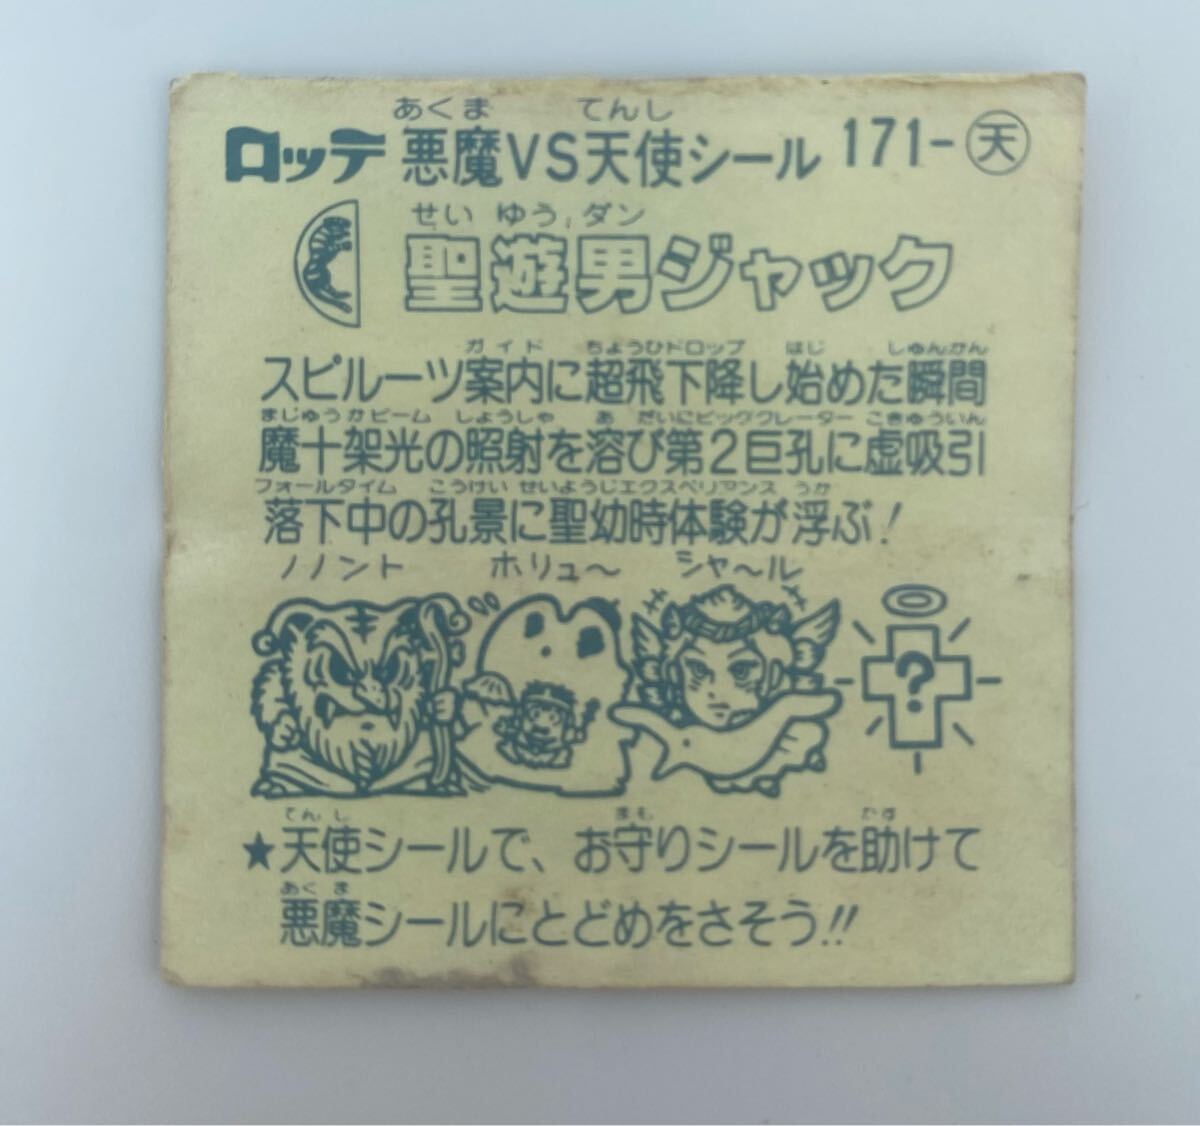 あくま てんし
ロッテ 悪魔VS天使シール 171-天
せい ゆう ダン
聖遊男ジャック
ガイド ちょうひドロップ はじ しゅんかん
スピルーツ案内に超飛下降し始めた瞬間
まじゅうかビーム しょうしゃ あ だいにビッグクレーター こきゅういん
魔十架光の照射を溶び第2巨孔に虚吸引
フォールタイム こうけい せいようじエクスペリアンス うか
落下中の孔景に聖幼時体験が浮ぶ!
ノノント ホリュ〜 シャ〜ル
?
てんし まも たす
★天使シールで、お守りシールを助けて
あくま
悪魔シールにとどめをさそう!!